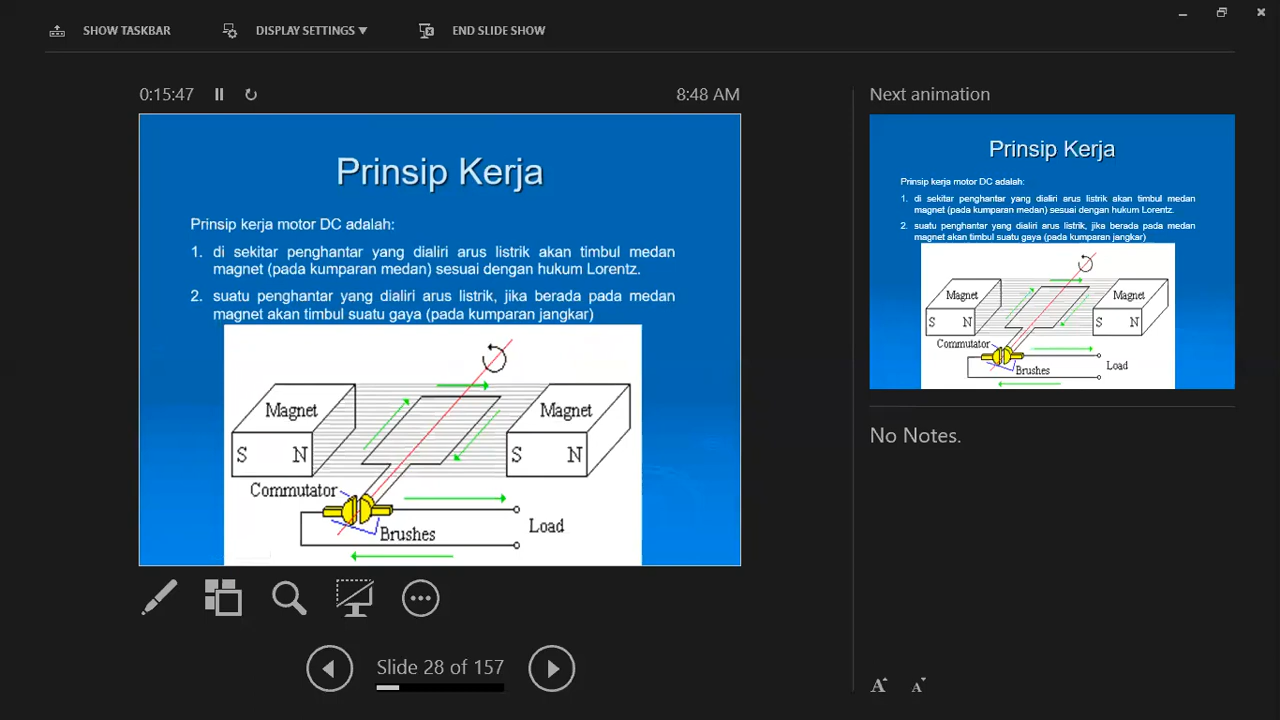 SHOW TASKBAR
DISPLAY SETTINGS ▼
END SLIDE SHOW
0:15:47
8:48 AM
Prinsip Kerja
Prinsip kerja motor DC adalah:
1. di sekitar penghantar yang dialiri arus listrik akan timbul medan
magnet (pada kumparan medan) sesuai dengan hukum Lorentz.
2. suatu penghantar yang dialiri arus listrik, jika berada pada medan
magnet akan timbul suatu gaya (pada kumparan jangkar)
Magnet
Magnet
S N
S N
Commutator
Brushes
Load
Slide 28 of 157
Next animation
Prinsip Kerja
Prinsip kerja motor DC adalah:
1. di sekitar penghantar yang dialiri arus listrik akan timbul medan
magnet (pada kumparan medan) sesuai dengan hukum Lorentz.
2. suatu penghantar yang dialiri arus listrik, jika berada pada medan
magnet akan timbul suatu gaya (pada kumparan jangkar)
Magnet
Magnet
S N
S N
Commutator
Brushes
Load
No Notes.
A A